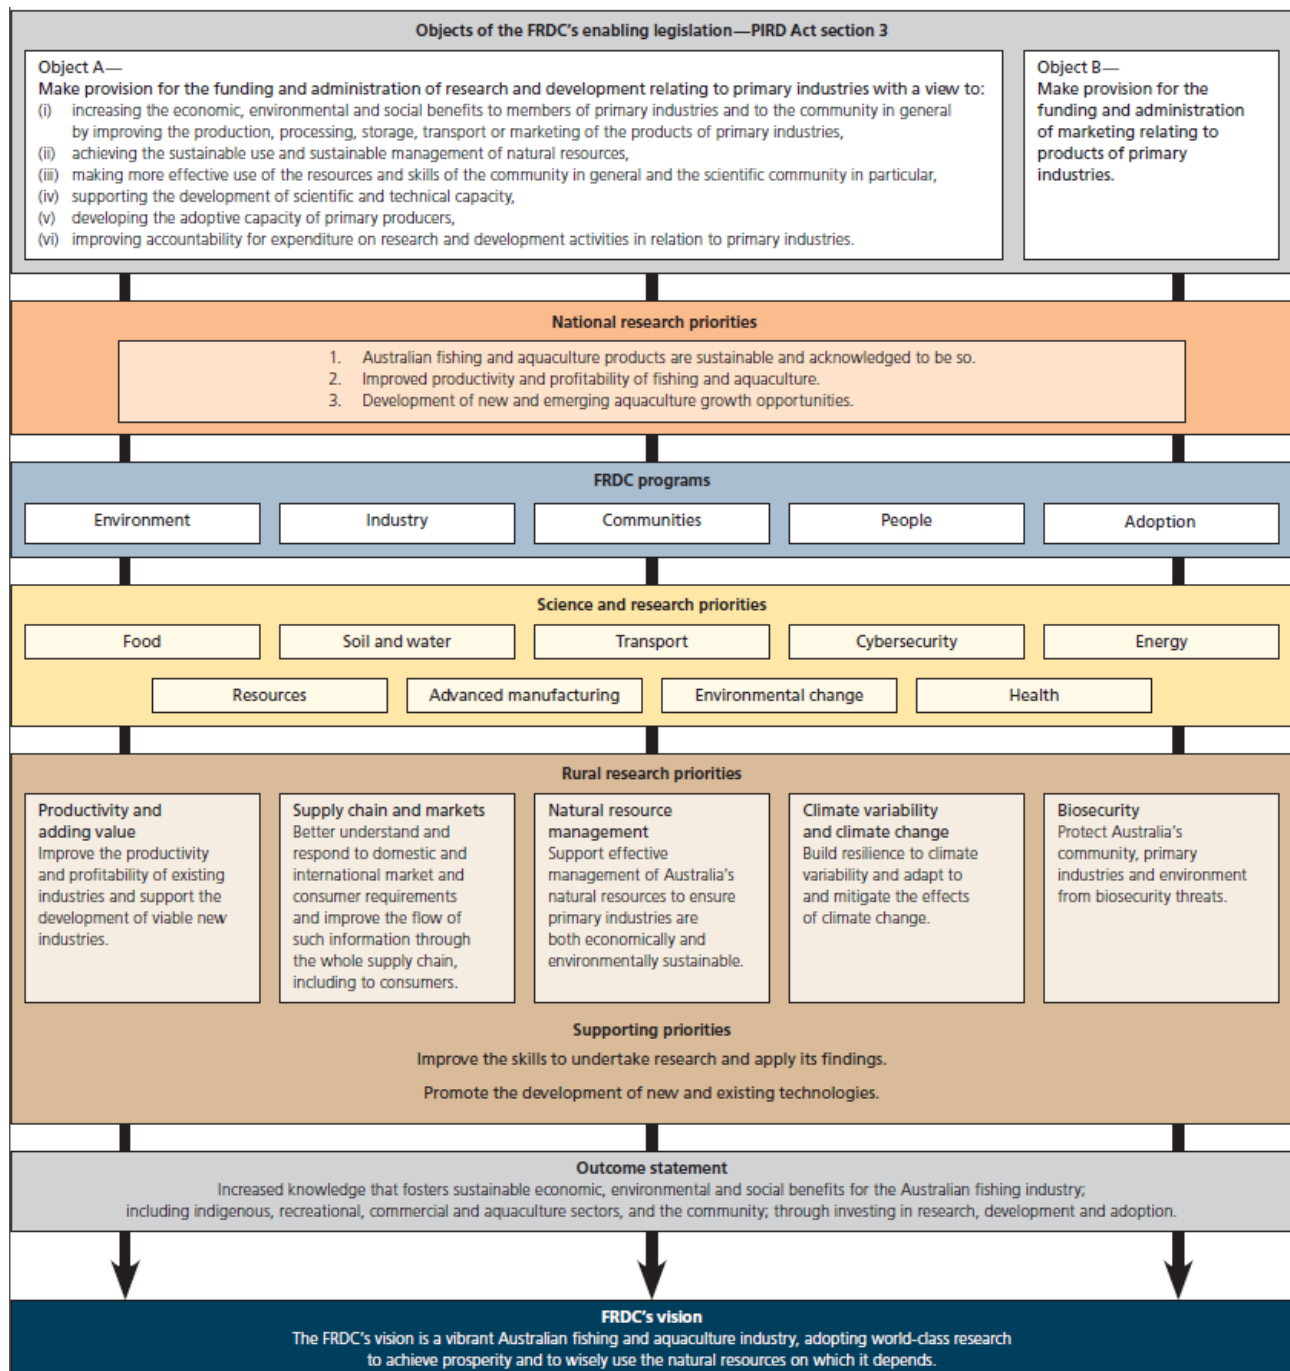 Objects of the FRDC's enabling legislation—PIRD Act section 3
Object A—
Make provision for the funding and administration of research and development relating to primary industries with a view to:
(i) increasing the economic, environmental and social benefits to members of primary industries and to the community in general
by improving the production, processing, storage, transport or marketing of the products of primary industries,
(ii) achieving the sustainable use and sustainable management of natural resources,
(iii) making more effective use of the resources and skills of the community in general and the scientific community in particular,
(iv) supporting the development of scientific and technical capacity,
(v) developing the adoptive capacity of primary producers,
(vi) improving accountability for expenditure on research and development activities in relation to primary industries.
Object B—
Make provision for the
funding and administration
of marketing relating to
products of primary
industries.
National research priorities
1. Australian fishing and aquaculture products are sustainable and acknowledged to be so.
2. Improved productivity and profitability of fishing and aquaculture.
3. Development of new and emerging aquaculture growth opportunities.
FRDC programs
Environment
Industry
Communities
People
Adoption
Science and research priorities
Food
Soil and water
Transport
Cybersecurity
Energy
Resources
Advanced manufacturing
Environmental change
Health
Rural research priorities
Productivity and
adding value
Improve the productivity
and profitability of existing
industries and support the
development of viable new
industries.
Supply chain and markets
Better understand and
respond to domestic and
international market and
consumer requirements
and improve the flow of
such information through
the whole supply chain,
including to consumers.
Natural resource
management
Support effective
management of Australia's
natural resources to ensure
primary industries are
both economically and
environmentally sustainable.
Climate variability
and climate change
Build resilience to climate
variability and adapt to
and mitigate the effects
of climate change.
Biosecurity
Protect Australia's
community, primary
industries and environment
from biosecurity threats.
Supporting priorities
Improve the skills to undertake research and apply its findings.
Promote the development of new and existing technologies.
Outcome statement
Increased knowledge that fosters sustainable economic, environmental and social benefits for the Australian fishing industry;
including indigenous, recreational, commercial and aquaculture sectors, and the community; through investing in research, development and adoption.
FRDC's vision
The FRDC's vision is a vibrant Australian fishing and aquaculture industry, adopting world-class research
to achieve prosperity and to wisely use the natural resources on which it depends.